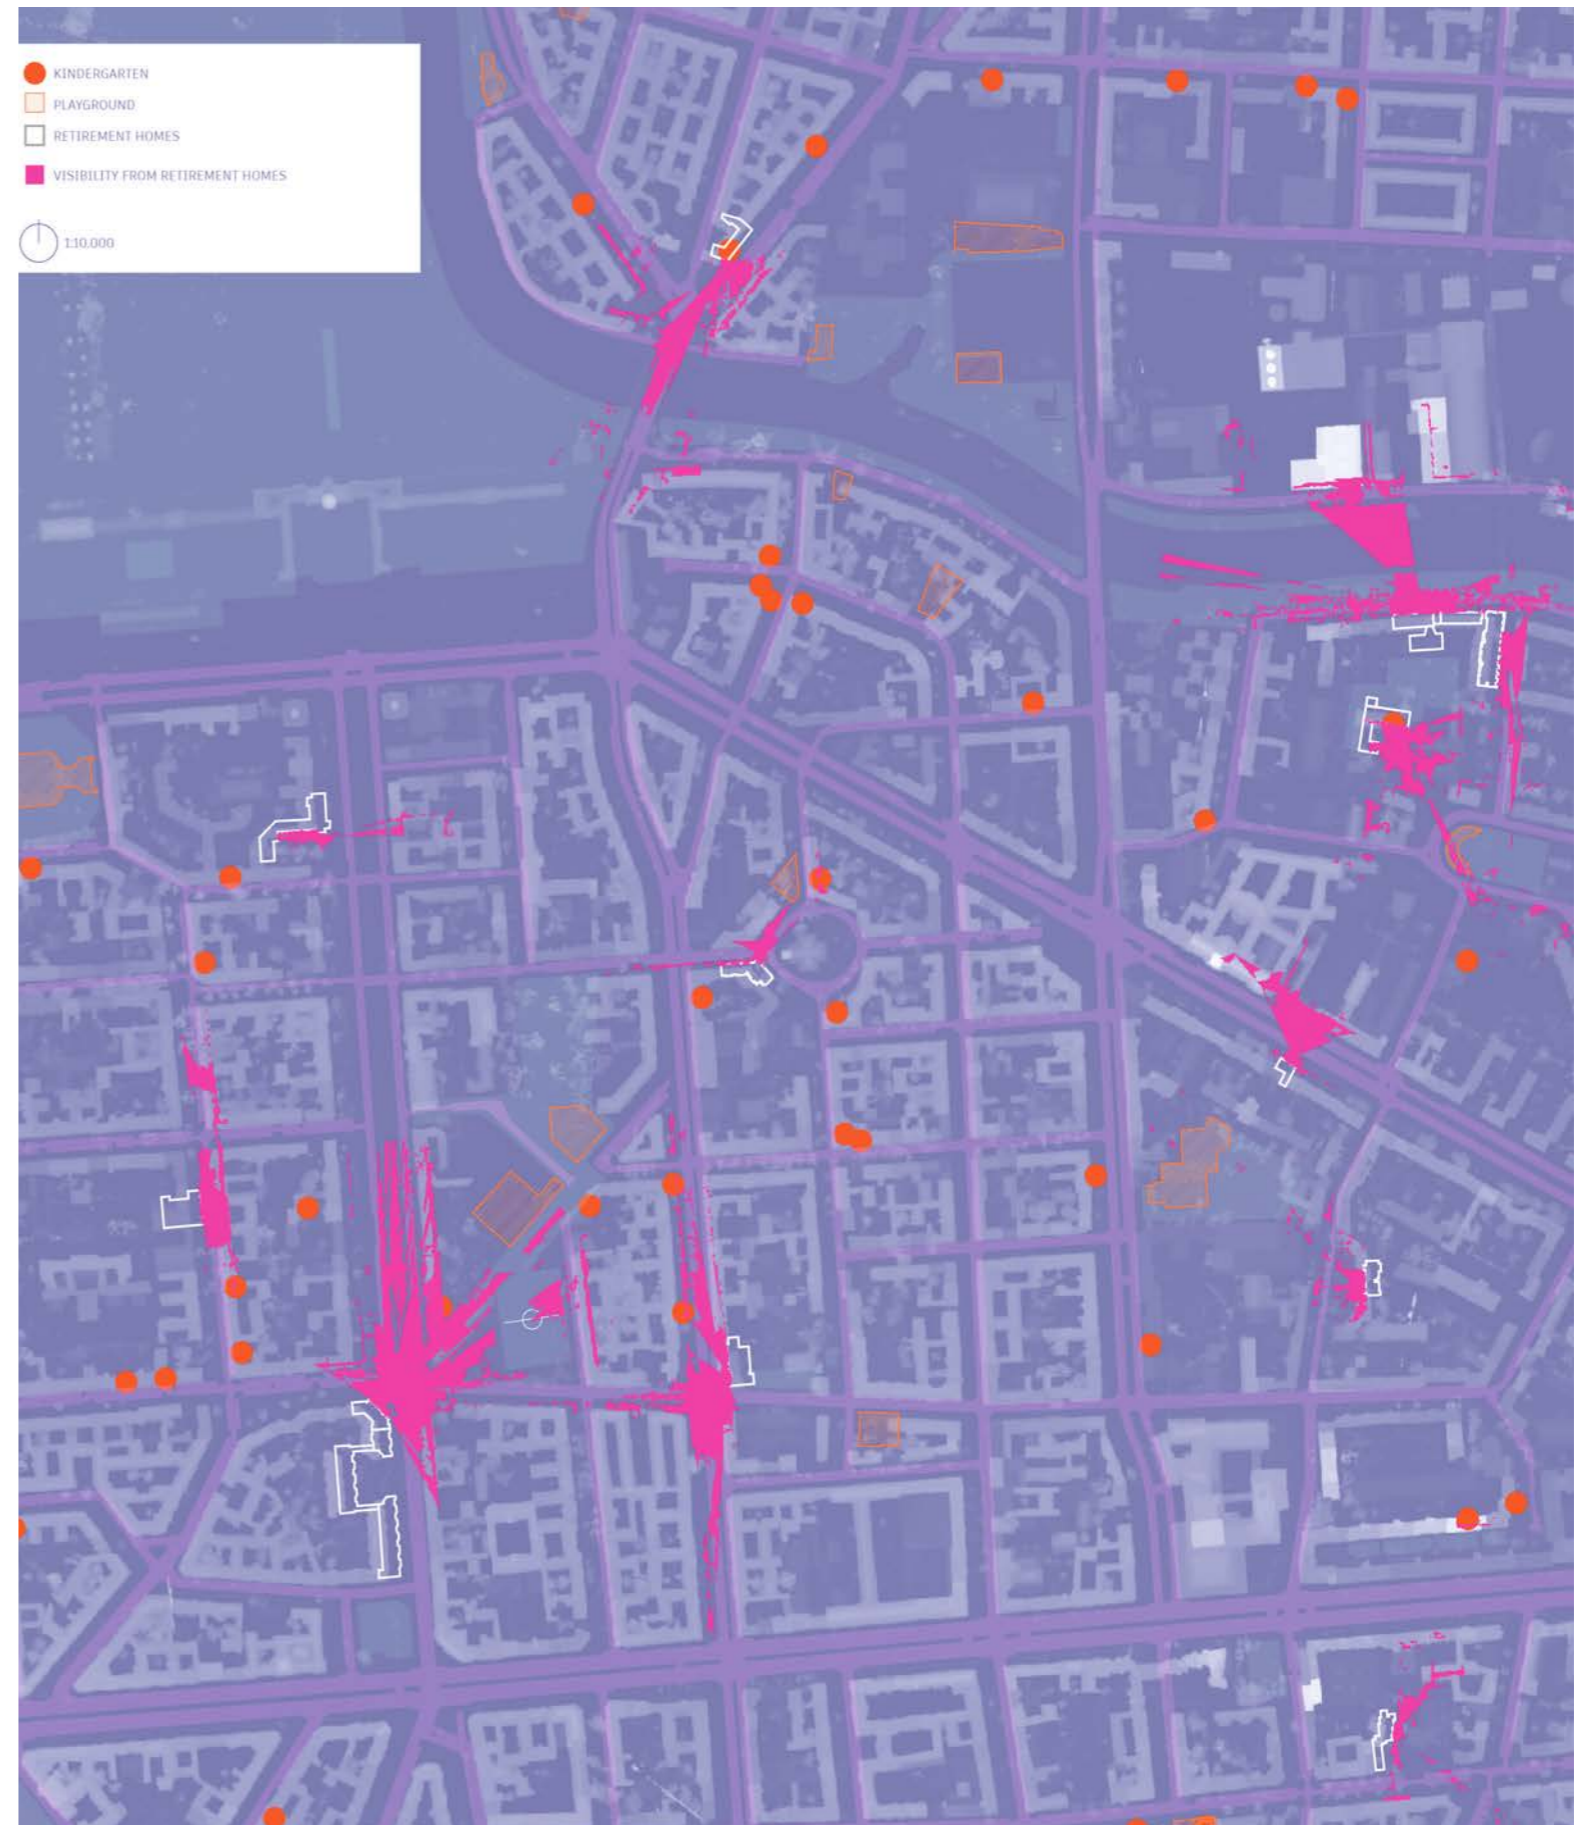 KINDERGARTEN
PLAYGROUND
RETIREMENT HOMES
VISIBILITY FROM RETIREMENT HOMES
1:10.000